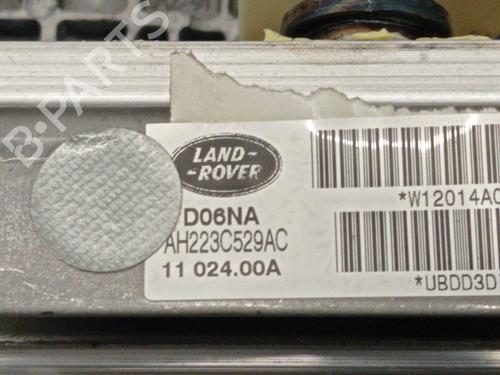 B-PARTS
LAND-
ROVER
D06NA
AH223C529AC
11 024.00A
*W12014AC
*UBDD3D